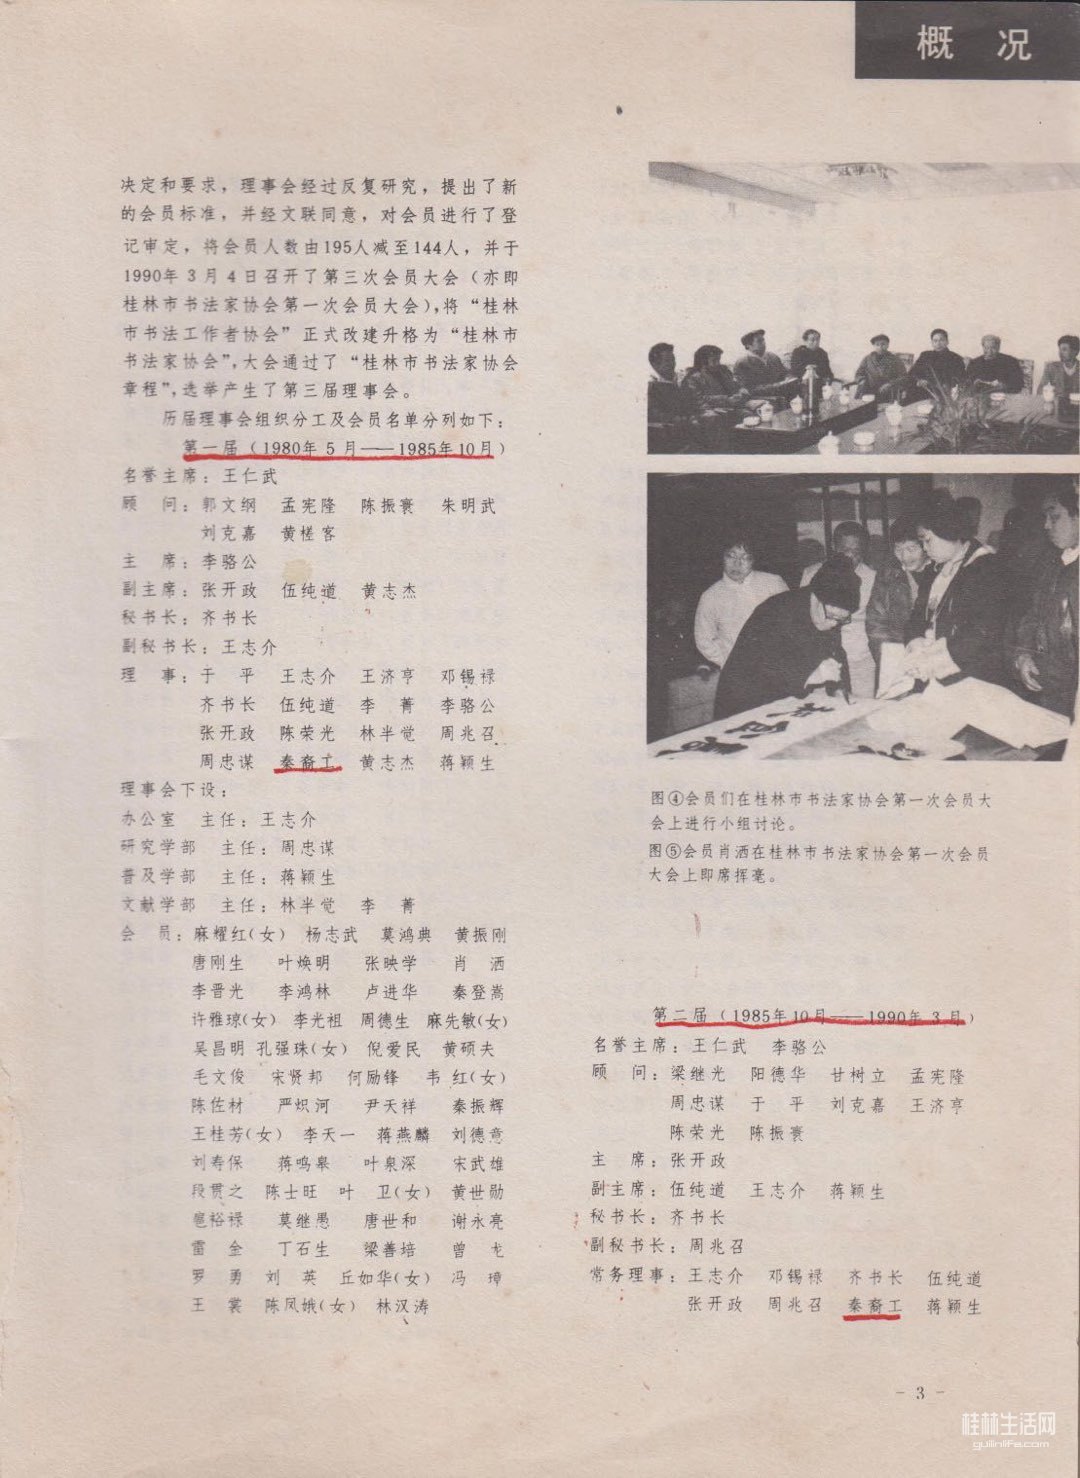 概 况
决定和要求，理事会经过反复研究，提出了新
的会员标准，并经文联同意，对会员进行了登
记审定，将会员人数由195人减至144人，并于
1990年3月4日召开了第三次会员大会（亦即
桂林市书法家协会第一次会员大会），将“桂林
市书法工作者协会”正式改建升格为“桂林市
书法家协会”，大会通过了“桂林市书法家协会
章程”，选举产生了第三届理事会。
历届理事会组织分工及会员名单分列如下：
第一届（1980年5月——1985年10月）
名誉主席：王仁武
顾 问：郭文纲 孟宪隆 陈振寰 朱明武
刘克嘉 黄槎客
主 席：李骆公
副主席：张开政 伍纯道 黄志杰
秘书长：齐书长
副秘书长：王志介
理 事：于 平 王志介 王济亨 邓锡禄
齐书长 伍纯道 李 菁 李骆公
张开政 陈荣光 林半觉 周兆召
周忠谋 秦裔工 黄志杰 蒋颖生
理事会下设：
办公室 主任：王志介
研究学部 主任：周忠谋
普及学部 主任：蒋颖生
文献学部 主任：林半觉 李 菁
会 员：麻耀红（女） 杨志武 莫鸿典 黄振刚
唐刚生 叶焕明 张映学 肖 洒
李晋光 李鸿林 卢进华 秦登嵩
许雅琼（女） 李光祖 周德生 麻先敏（女）
吴昌明 孔强珠（女） 倪爱民 黄硕夫
毛文俊 宋贤邦 何励锋 韦 红（女）
陈佐材 严炽河 尹天祥 秦振辉
王桂芳（女） 李天一 蒋燕麟 刘德意
刘寿保 蒋鸣皋 叶泉深 宋武雄
段贯之 陈士旺 叶 卫（女） 黄世勋
扈裕禄 莫继愚 唐世和 谢永亮
雷 金 丁石生 梁善培 曾 戈
罗 勇 刘 英 丘如华（女） 冯 璋
王 裳 陈凤娥（女） 林汉涛
图④会员们在桂林市书法家协会第一次会员大
会上进行小组讨论。
图⑤会员肖洒在桂林市书法家协会第一次会员
大会上即席挥毫。
第二届（1985年10月——1990年3月）
名誉主席：王仁武 李骆公
顾 问：梁继光 阳德华 甘树立 孟宪隆
周忠谋 于 平 刘克嘉 王济亨
陈荣光 陈振寰
主 席：张开政
副主席：伍纯道 王志介 蒋颖生
秘书长：齐书长
副秘书长：周兆召
常务理事：王志介 邓锡禄 齐书长 伍纯道
张开政 周兆召 秦裔工 蒋颖生
- 3 -
桂林生活网
guilinlife.com